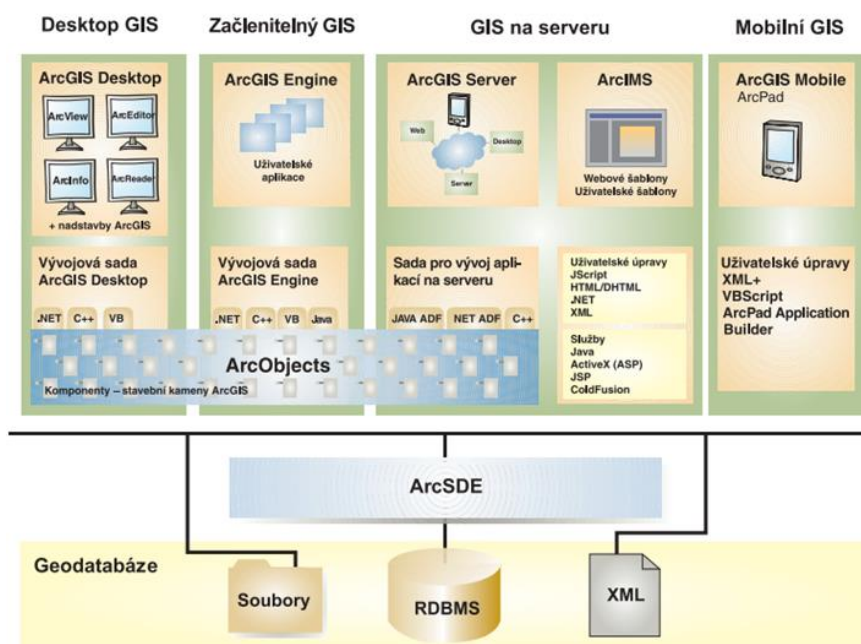 Desktop GIS
Začlenitelný GIS
GIS na serveru
Mobilní GIS
ArcGIS Desktop
ArcView
ArcEditor
ArcInfo
ArcReader
+ nadstavby ArcGIS
ArcGIS Engine
Uživatelské
aplikace
ArcGIS Server
Web
Desktop
Server
ArcIMS
Webové šablony
Uživatelské šablony
ArcGIS Mobile
ArcPad
Vývojová sada
ArcGIS Desktop
.NET
C++
VB
Vývojová sada
ArcGIS Engine
.NET
C++
VB
Java
Sada pro vývoj apli-
kací na serveru
JAVA ADF
NET ADF
C++
Uživatelské úpravy
JScript
HTML/DHTML
.NET
XML
Služby
Java
ActiveX (ASP)
JSP
ColdFusion
Uživatelské úpravy
XML+
VBScript
ArcPad Application
Builder
ArcObjects
Komponenty – stavební kameny ArcGIS
ArcSDE
Geodatabáze
Soubory
RDBMS
XML